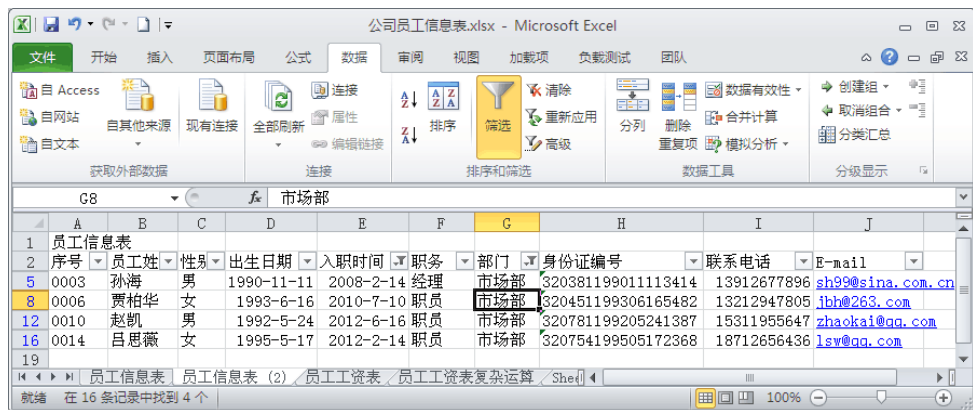 公司员工信息表.xlsx - Microsoft Excel
文件 开始 插入 页面布局 公式 数据 审阅 视图 加载项 负载测试 团队
自 Access
自网站
自文本
自其他来源
现有连接
获取外部数据
全部刷新
连接
属性
编辑链接
连接
排序
筛选
清除
重新应用
高级
排序和筛选
分列
删除
重复项
数据有效性
合并计算
模拟分析
数据工具
创建组
取消组合
分类汇总
分级显示
G8 fx 市场部
A B C D E F G H I J
1 员工信息表
2 序号 员工姓 性别 出生日期 入职时间 职务 部门 身份证编号 联系电话 E-mail
5 0003 孙海 男 1990-11-11 2008-2-14 经理 市场部 320381199011113414 13912677896 sh99@sina.com.cn
8 0006 贾柏华 女 1993-6-16 2010-7-10 职员 市场部 320451199306165482 13212947805 jbh@263.com
12 0010 赵凯 男 1992-5-24 2012-6-16 职员 市场部 320781199205241387 15311955647 zhaokai@qq.com
16 0014 吕思薇 女 1995-5-17 2012-2-14 职员 市场部 320754199505172368 18712656436 lsw@qq.com
19
员工信息表 员工信息表 (2) 员工工资表 员工工资表复杂运算 Shee
就绪 在 16 条记录中找到 4 个 100%